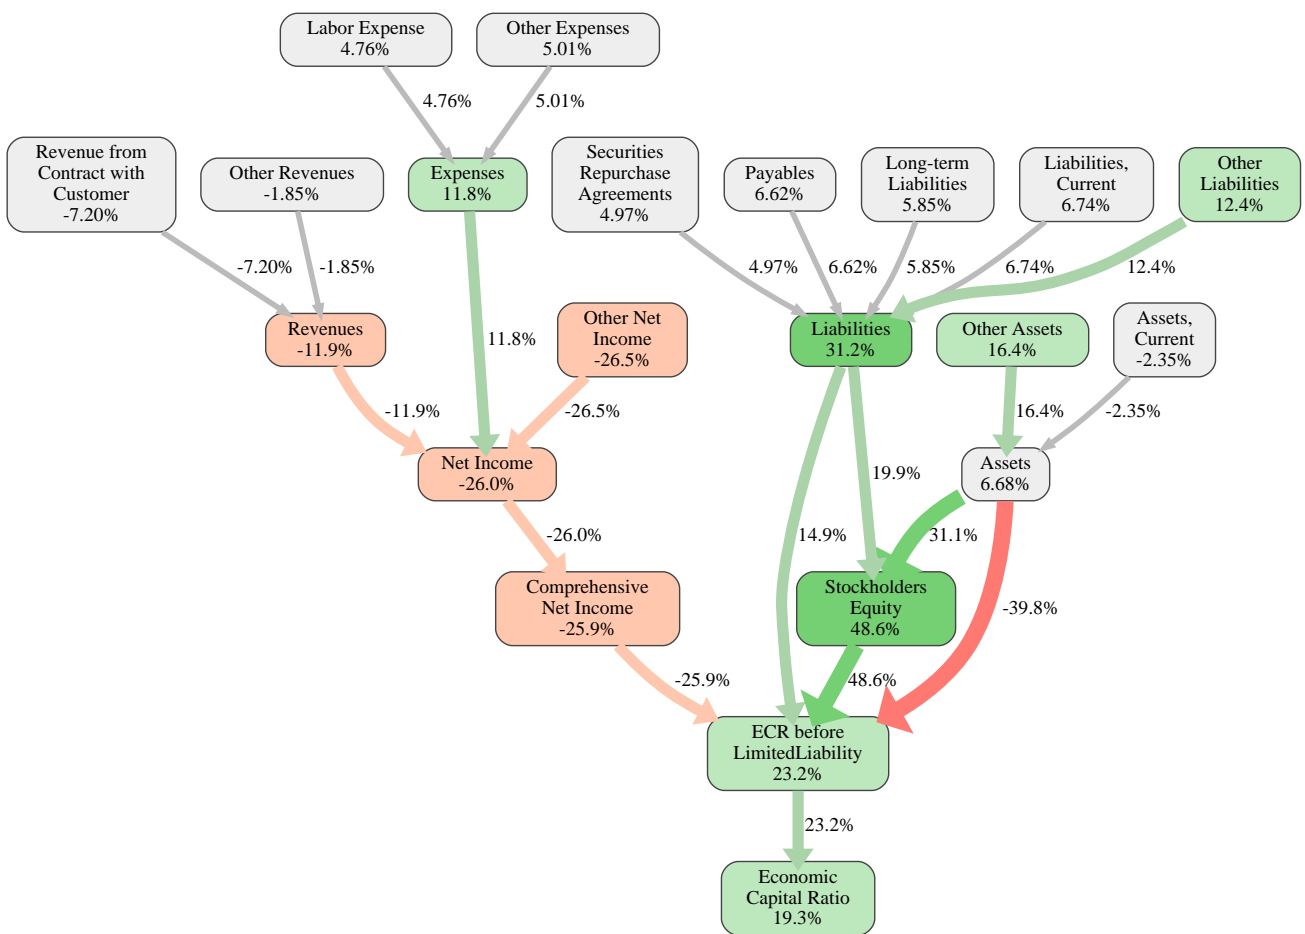 Labor Expense
4.76%
Other Expenses
5.01%
4.76%
5.01%
Revenue from
Contract with
Customer
-7.20%
Other Revenues
-1.85%
Expenses
11.8%
Securities
Repurchase
Agreements
4.97%
Payables
6.62%
Long-term
Liabilities
5.85%
Liabilities,
Current
6.74%
Other
Liabilities
12.4%
-7.20%
-1.85%
4.97%
6.62%
5.85%
6.74%
12.4%
Revenues
-11.9%
11.8%
Other Net
Income
-26.5%
Liabilities
31.2%
Other Assets
16.4%
Assets,
Current
-2.35%
-11.9%
-26.5%
16.4%
-2.35%
Net Income
-26.0%
19.9%
Assets
6.68%
-26.0%
14.9%
31.1%
Comprehensive
Net Income
-25.9%
Stockholders
Equity
48.6%
-39.8%
-25.9%
48.6%
ECR before
LimitedLiability
23.2%
23.2%
Economic
Capital Ratio
19.3%